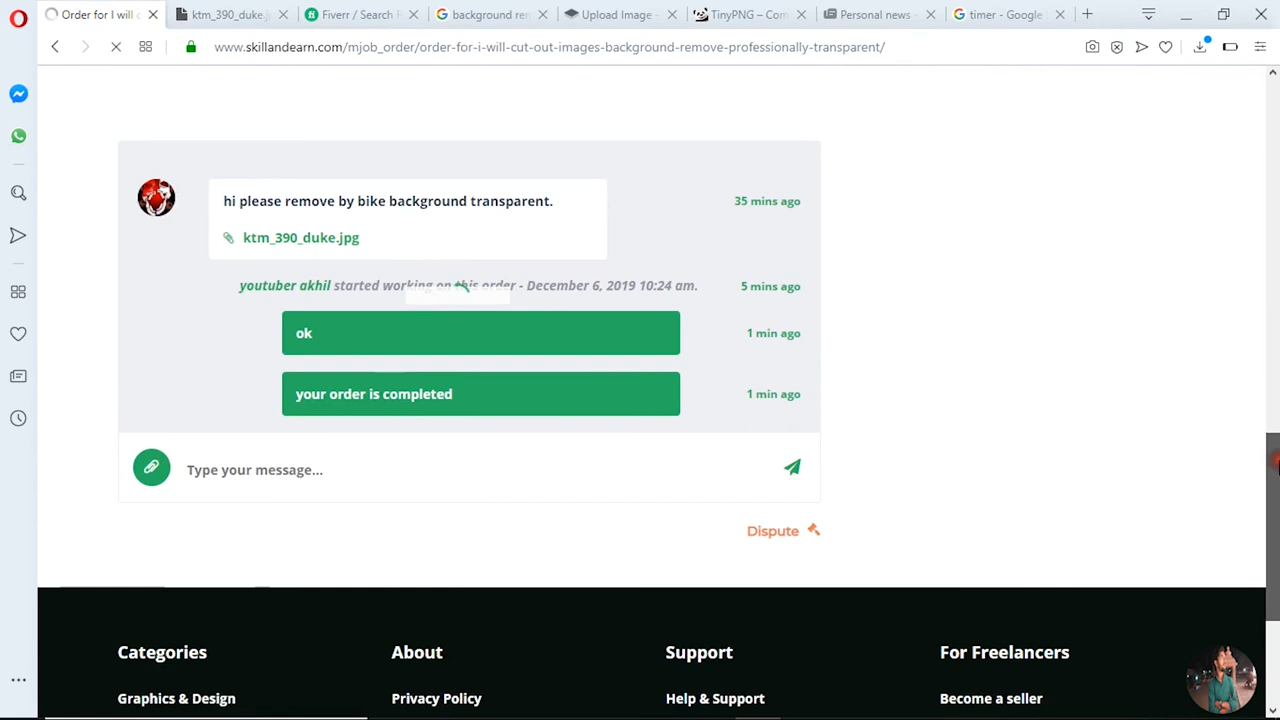 Order for I will c
ktm_390_duke.j
Fiverr / Search R
background rem
Upload Image -
TinyPNG – Com
Personal news -
timer - Google
www.skillandearn.com/mjob_order/order-for-i-will-cut-out-images-background-remove-professionally-transparent/
hi please remove by bike background transparent.
35 mins ago
ktm_390_duke.jpg
youtuber akhil started working on this order - December 6, 2019 10:24 am.
5 mins ago
ok
1 min ago
your order is completed
1 min ago
Type your message...
Dispute
Categories
About
Support
For Freelancers
Graphics & Design
Privacy Policy
Help & Support
Become a seller